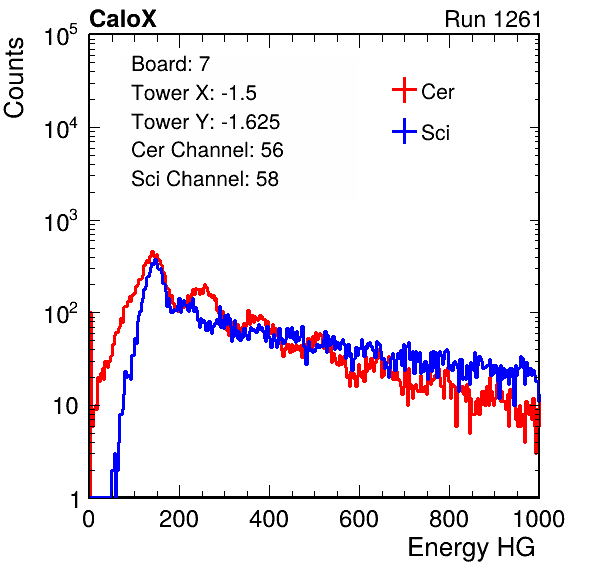 CaloX Run 1261
Counts
10^5
10^4
10^3
10^2
10
1
Board: 7
Tower X: -1.5
Tower Y: -1.625
Cer Channel: 56
Sci Channel: 58
Cer
Sci
0 200 400 600 800 1000
Energy HG